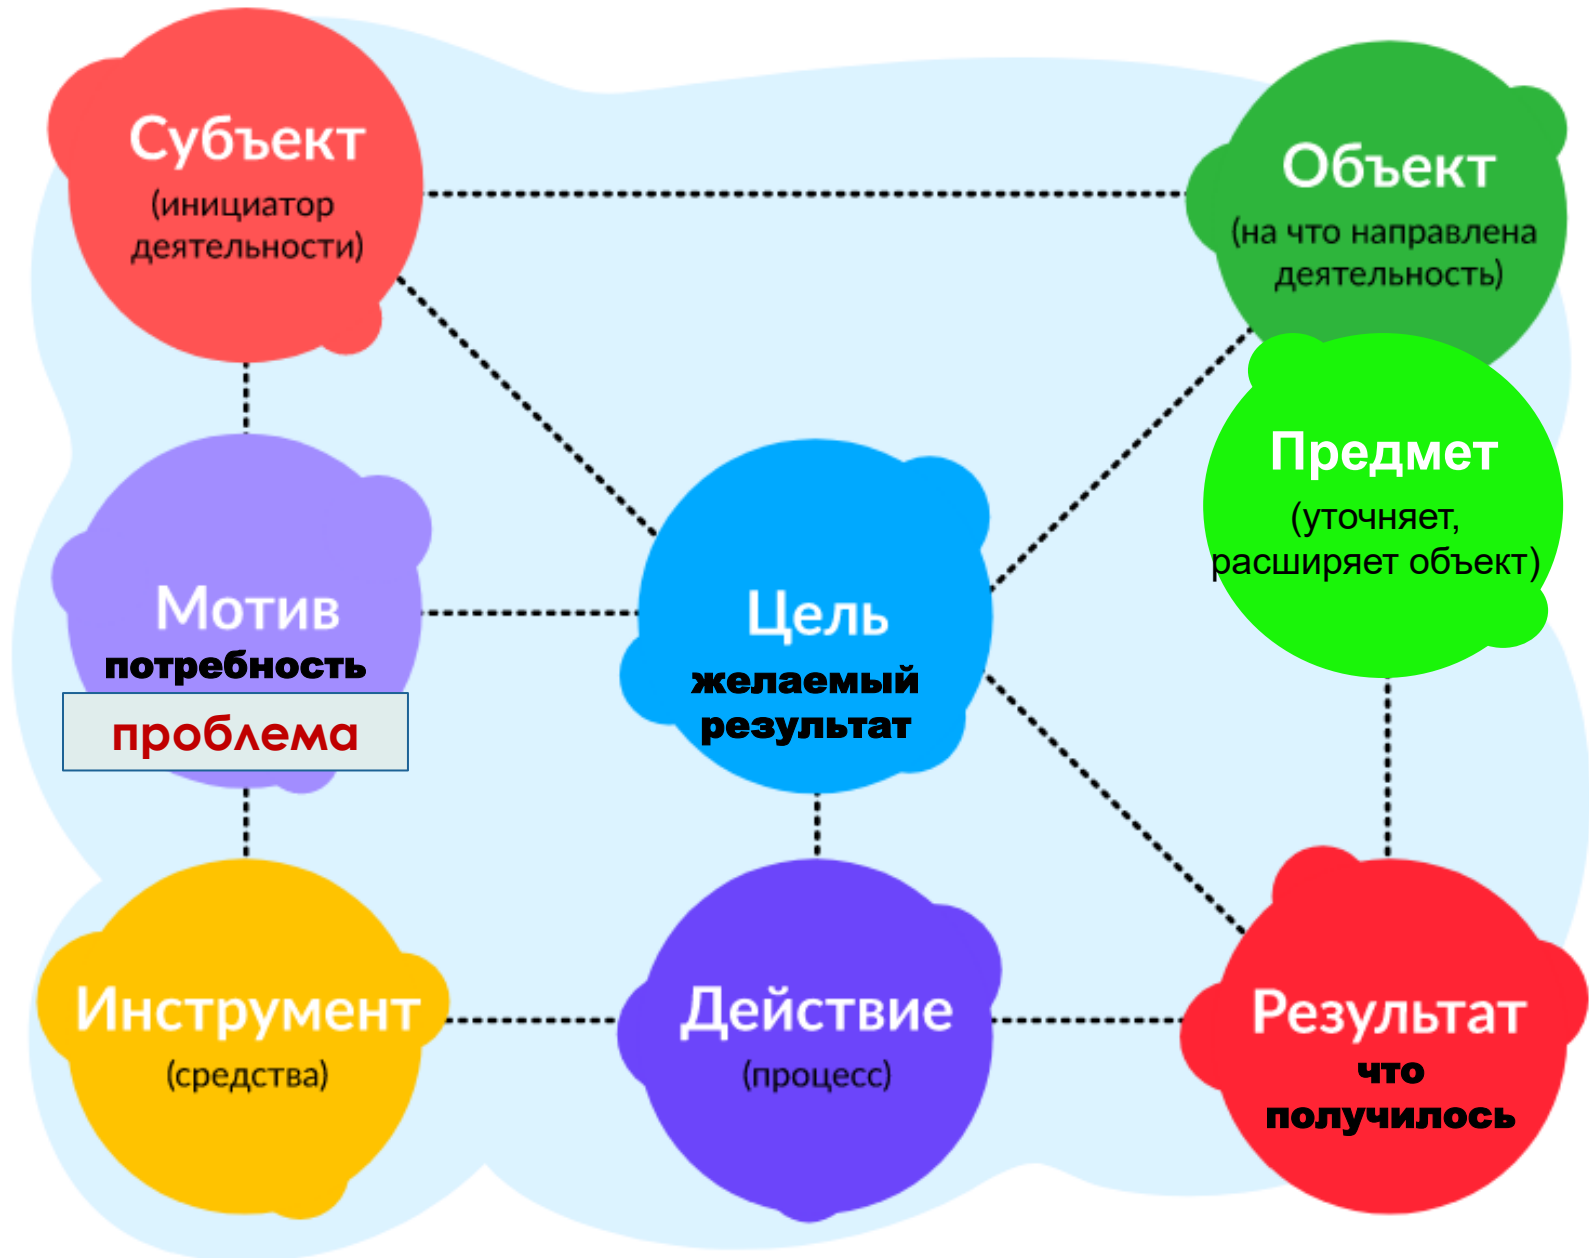 Субъект
(инициатор
деятельности)
Объект
(на что направлена
деятельность)
Предмет
(уточняет,
расширяет объект)
Мотив
потребность
проблема
Цель
желаемый
результат
Инструмент
(средства)
Действие
(процесс)
Результат
что
получилось